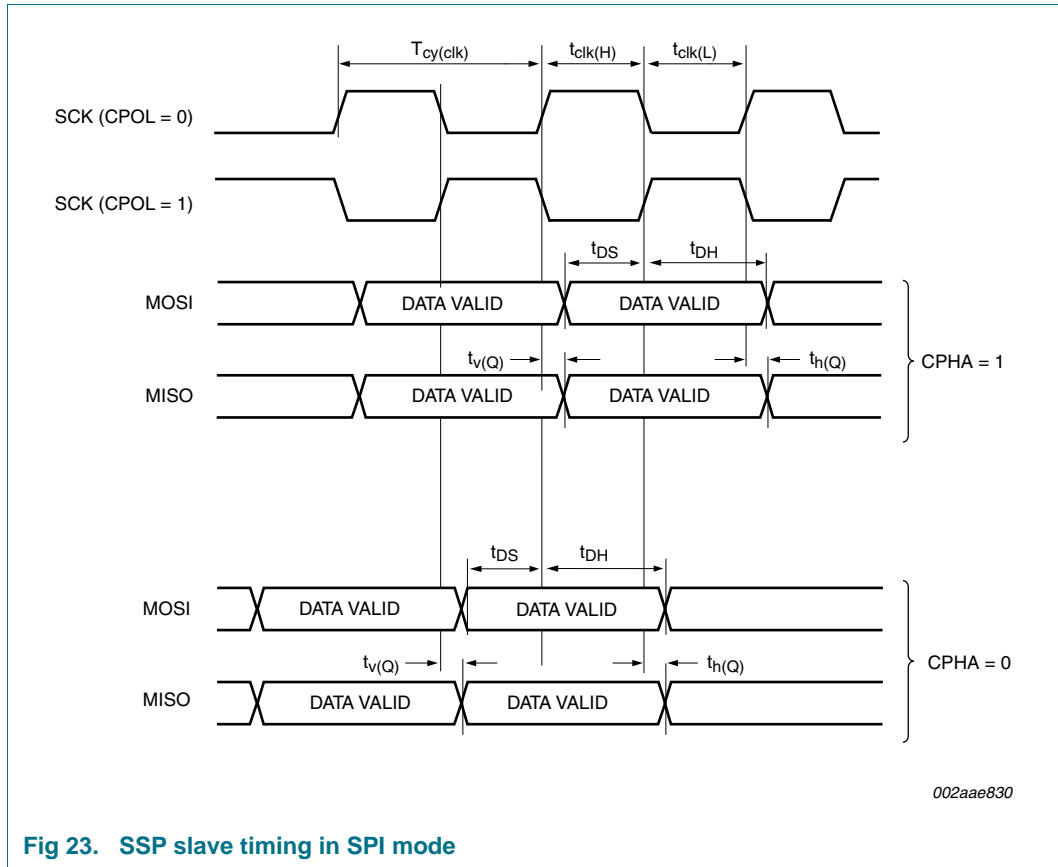 Tcy(clk) tclk(H) tclk(L)
SCK (CPOL = 0)
SCK (CPOL = 1)
tDS tDH
MOSI DATA VALID DATA VALID
tv(Q) th(Q)
CPHA = 1
MISO DATA VALID DATA VALID
tDS tDH
MOSI DATA VALID DATA VALID
tv(Q) th(Q)
CPHA = 0
MISO DATA VALID DATA VALID
002aae830
Fig 23. SSP slave timing in SPI mode